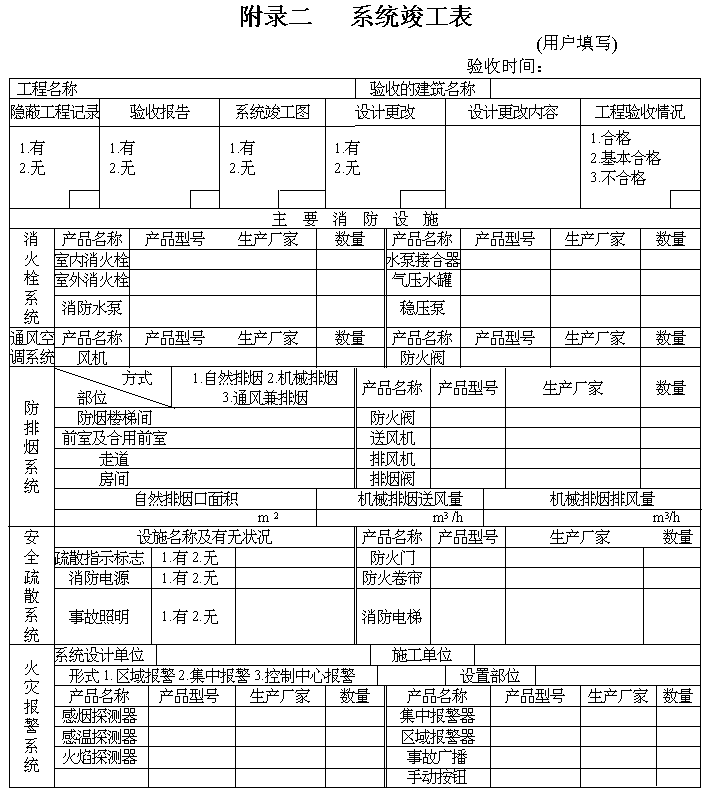 附录二 系统竣工表
(用户填写)
验收时间：
工程名称 验收的建筑名称
隐蔽工程记录 验收报告 系统竣工图 设计更改 设计更改内容 工程验收情况
1.有 1.有 1.有 1.有 1.合格
2.无 2.无 2.无 2.无 2.基本合格
3.不合格
主 要 消 防 设 施
消火栓系统 产品名称 产品型号 生产厂家 数量 产品名称 产品型号 生产厂家 数量
室内消火栓 水泵接合器
室外消火栓 气压水罐
消防水泵 稳压泵
通风空调系统 产品名称 产品型号 生产厂家 数量 产品名称 产品型号 生产厂家 数量
风机 防火阀
防排烟系统 方式 部位 1.自然排烟 2.机械排烟 3.通风兼排烟 产品名称 产品型号 生产厂家 数量
防烟楼梯间 防火阀
前室及合用前室 送风机
走道 排风机
房间 排烟阀
自然排烟口面积 机械排烟送风量 机械排烟排风量
m ² m³ /h m³/h
安全疏散系统 设施名称及有无状况 产品名称 产品型号 生产厂家 数量
疏散指示标志 1.有 2.无 防火门
消防电源 1.有 2.无 防火卷帘
事故照明 1.有 2.无 消防电梯
火灾报警系统 系统设计单位 施工单位
形式 1.区域报警 2.集中报警 3.控制中心报警 设置部位
产品名称 产品型号 生产厂家 数量 产品名称 产品型号 生产厂家 数量
感烟探测器 集中报警器
感温探测器 区域报警器
火焰探测器 事故广播
手动按钮